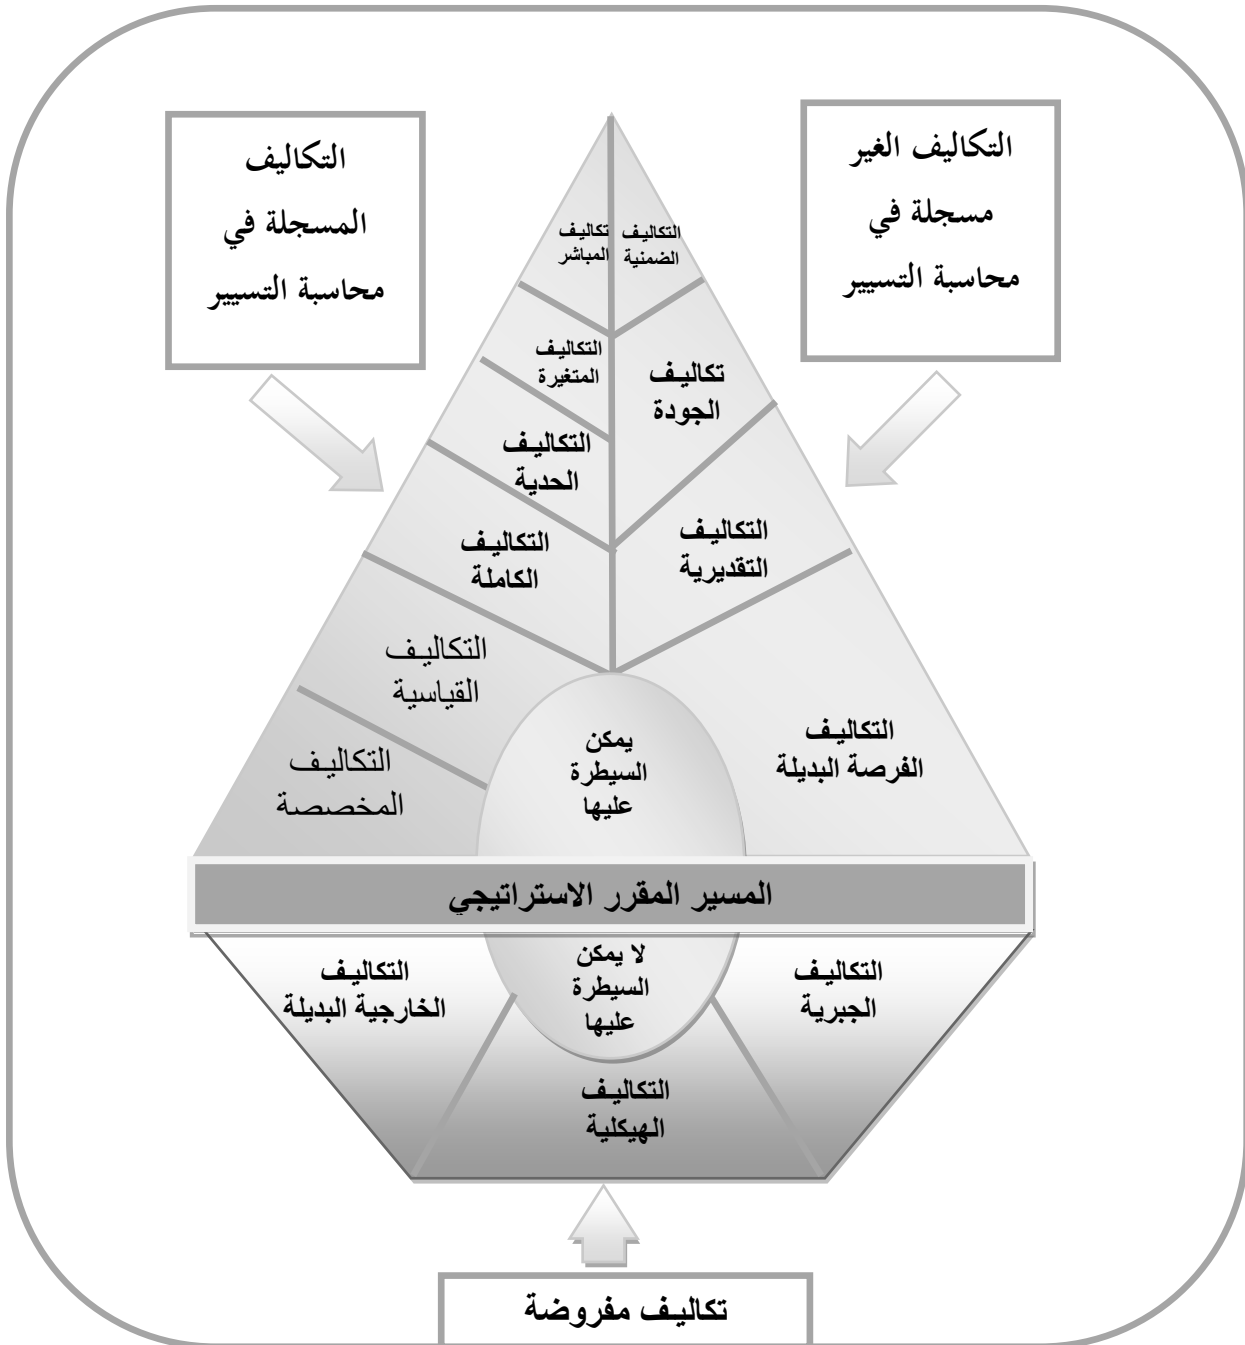 التكاليف الغير
مسجلة في
محاسبة التسيير
التكاليف
المسجلة في
محاسبة التسيير
التكاليف
الضمنية
تكاليف
المباشر
تكاليف
الجودة
التكاليف
المتغيرة
التكاليف
الحدية
التكاليف
التقديرية
التكاليف
الكاملة
التكاليف
القياسية
التكاليف
الفرصة البديلة
يمكن
السيطرة
عليها
التكاليف
المخصصة
المسير المقرر الاستراتيجي
التكاليف
الجبرية
لا يمكن
السيطرة
عليها
التكاليف
الخارجية البديلة
التكاليف
الهيكلية
تكاليف مفروضة